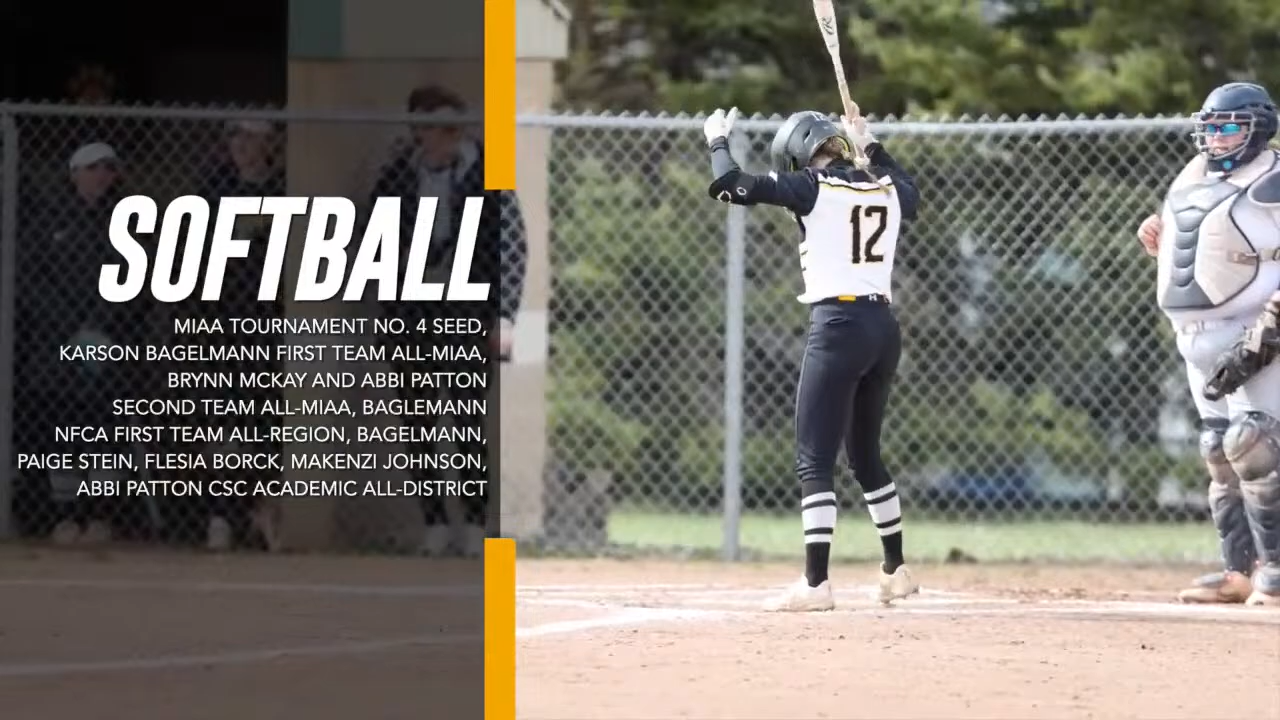 SOFTBALL
MIAA TOURNAMENT NO. 4 SEED,
KARSON BAGELMANN FIRST TEAM ALL-MIAA,
BRYNN MCKAY AND ABBI PATTON
SECOND TEAM ALL-MIAA, BAGLEMANN
NFCA FIRST TEAM ALL-REGION, BAGELMANN,
PAIGE STEIN, FLESIA BORCK, MAKENZI JOHNSON,
ABBI PATTON CSC ACADEMIC ALL-DISTRICT
12